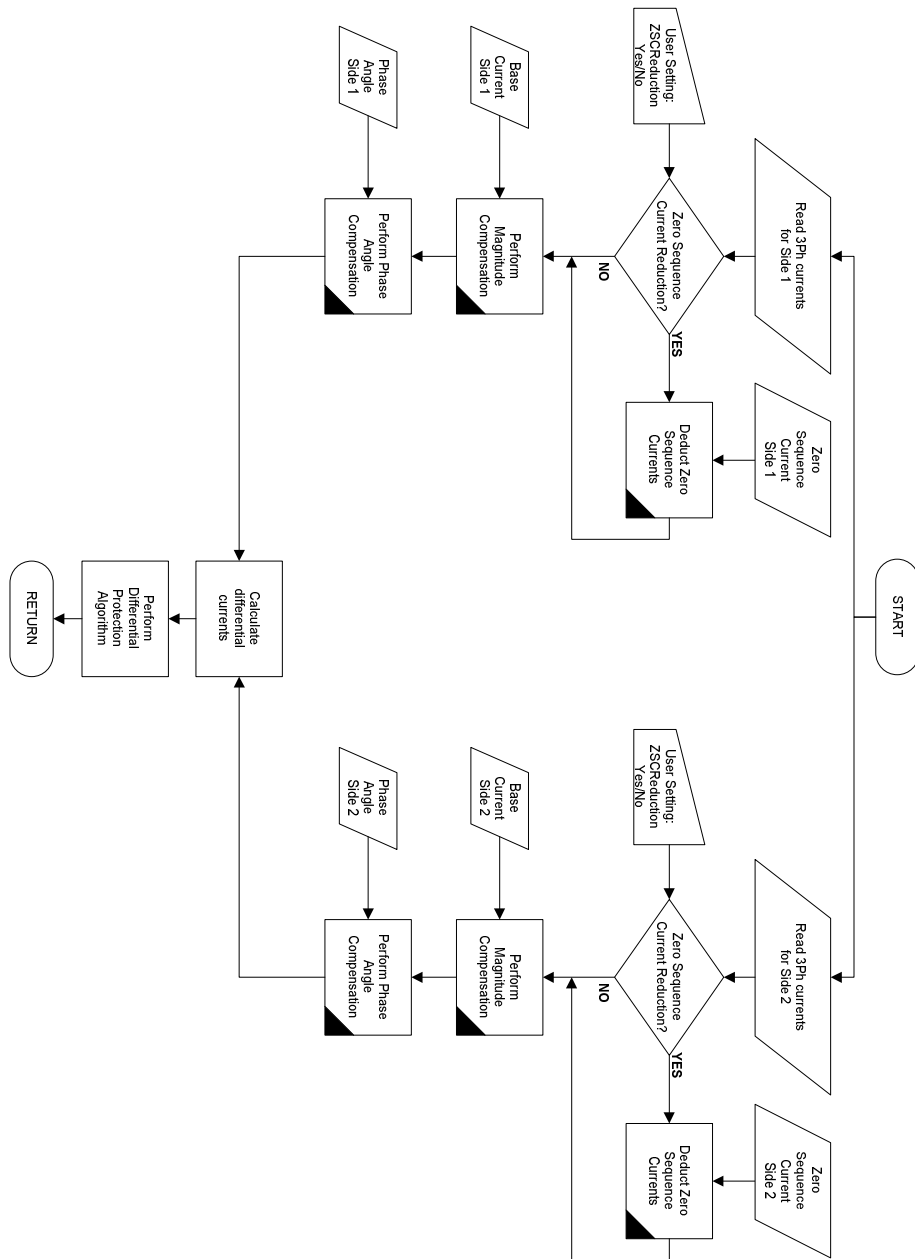 START
Read 3Ph currents
for Side 1
Zero
Sequence
Current
Side 1
User Setting:
ZSCReduction
Yes/No
Zero Sequence
Current Reduction?
YES
NO
Deduct Zero
Sequence
Currents
Base
Current
Side 1
Perform
Magnitude
Compensation
Phase
Angle
Side 1
Perform Phase
Angle
Compensation
Read 3Ph currents
for Side 2
Zero
Sequence
Current
Side 2
User Setting:
ZSCReduction
Yes/No
Zero Sequence
Current Reduction?
YES
NO
Deduct Zero
Sequence
Currents
Base
Current
Side 2
Perform
Magnitude
Compensation
Phase
Angle
Side 2
Perform Phase
Angle
Compensation
Calculate
differential
currents
Perform
Differential
Protection
Algorithm
RETURN